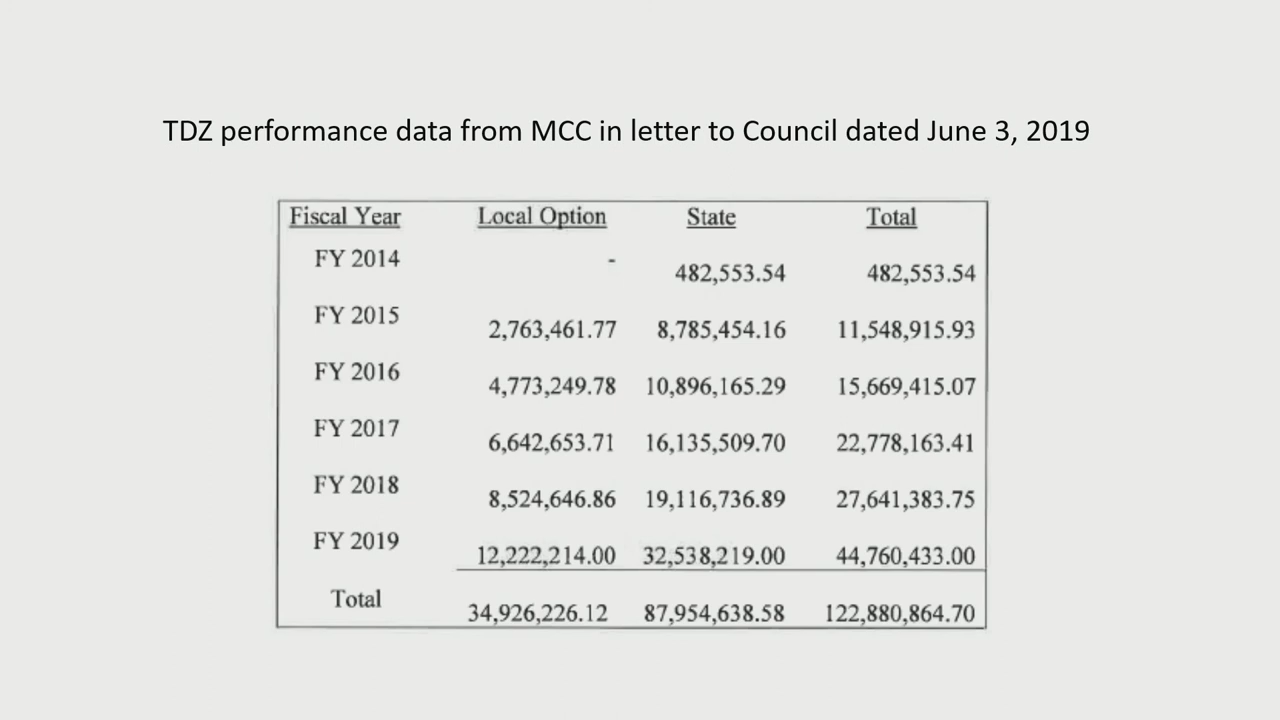 TDZ performance data from MCC in letter to Council dated June 3, 2019
Fiscal Year Local Option State Total
FY 2014 - 482,553.54 482,553.54
FY 2015 2,763,461.77 8,785,454.16 11,548,915.93
FY 2016 4,773,249.78 10,896,165.29 15,669,415.07
FY 2017 6,642,653.71 16,135,509.70 22,778,163.41
FY 2018 8,524,646.86 19,116,736.89 27,641,383.75
FY 2019 12,222,214.00 32,538,219.00 44,760,433.00
Total 34,926,226.12 87,954,638.58 122,880,864.70